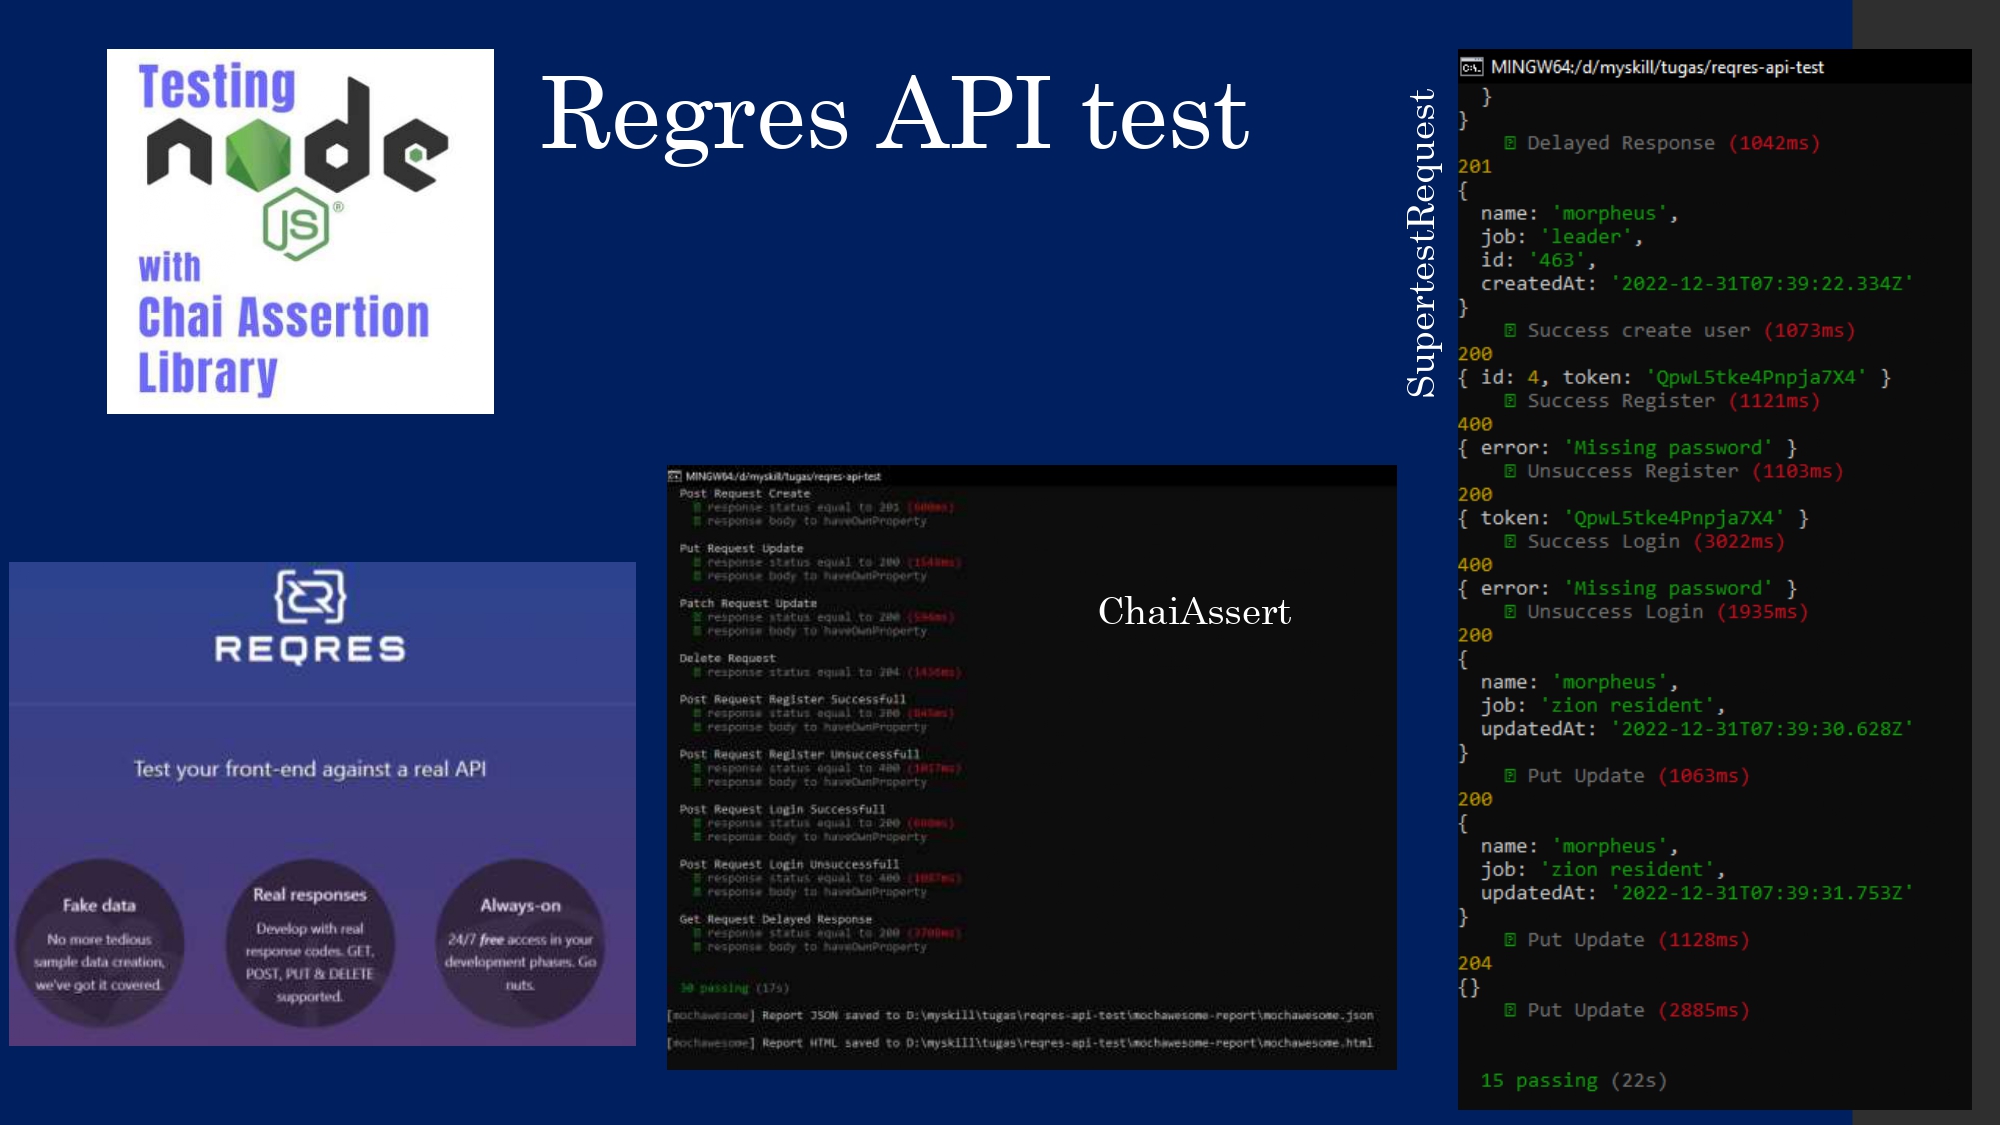 Testing
node
JS
®
with
Chai Assertion
Library
Regres API test
SupertestRequest
REQRES
Test your front-end against a real API
Fake data
No more tedious
sample data creation,
we've got it covered.
Real responses
Develop with real
response codes. GET,
POST, PUT & DELETE
supported.
Always-on
24/7 free access in your
development phases. Go
nuts.
MINGW64:/d/myskill/tugas/reqres-api-test
Post Request Create
response status equal to 201
response body to haveOwnProperty
Put Request Update
response status equal to 200
response body to haveOwnProperty
Patch Request Update
response status equal to 200
response body to haveOwnProperty
Delete Request
response status equal to 204
Post Request Register Successfull
response status equal to 200
response body to haveOwnProperty
Post Request Register Unsuccessfull
response status equal to 400
response body to haveOwnProperty
Post Request Login Successfull
response status equal to 200
response body to haveOwnProperty
Post Request Login Unsuccessfull
response status equal to 400
response body to haveOwnProperty
Get Request Delayed Response
response status equal to 200
response body to haveOwnProperty
30 passing (17s)
[mochawesome] Report JSON saved to D:\myskill\tugas\reqres-api-test\mochawesome-report\mochawesome.json
[mochawesome] Report HTML saved to D:\myskill\tugas\reqres-api-test\mochawesome-report\mochawesome.html
ChaiAssert
MINGW64:/d/myskill/tugas/reqres-api-test
}
}
Delayed Response (1042ms)
201
{
name: 'morpheus',
job: 'leader',
id: '463',
createdAt: '2022-12-31T07:39:22.334Z'
}
Success create user (1073ms)
200
{ id: 4, token: 'QpwL5tke4Pnpja7X4' }
Success Register (1121ms)
400
{ error: 'Missing password' }
Unsuccess Register (1103ms)
200
{ token: 'QpwL5tke4Pnpja7X4' }
Success Login (3022ms)
400
{ error: 'Missing password' }
Unsuccess Login (1935ms)
200
{
name: 'morpheus',
job: 'zion resident',
updatedAt: '2022-12-31T07:39:30.628Z'
}
Put Update (1063ms)
200
{
name: 'morpheus',
job: 'zion resident',
updatedAt: '2022-12-31T07:39:31.753Z'
}
Put Update (1128ms)
204
{}
Put Update (2885ms)
15 passing (22s)